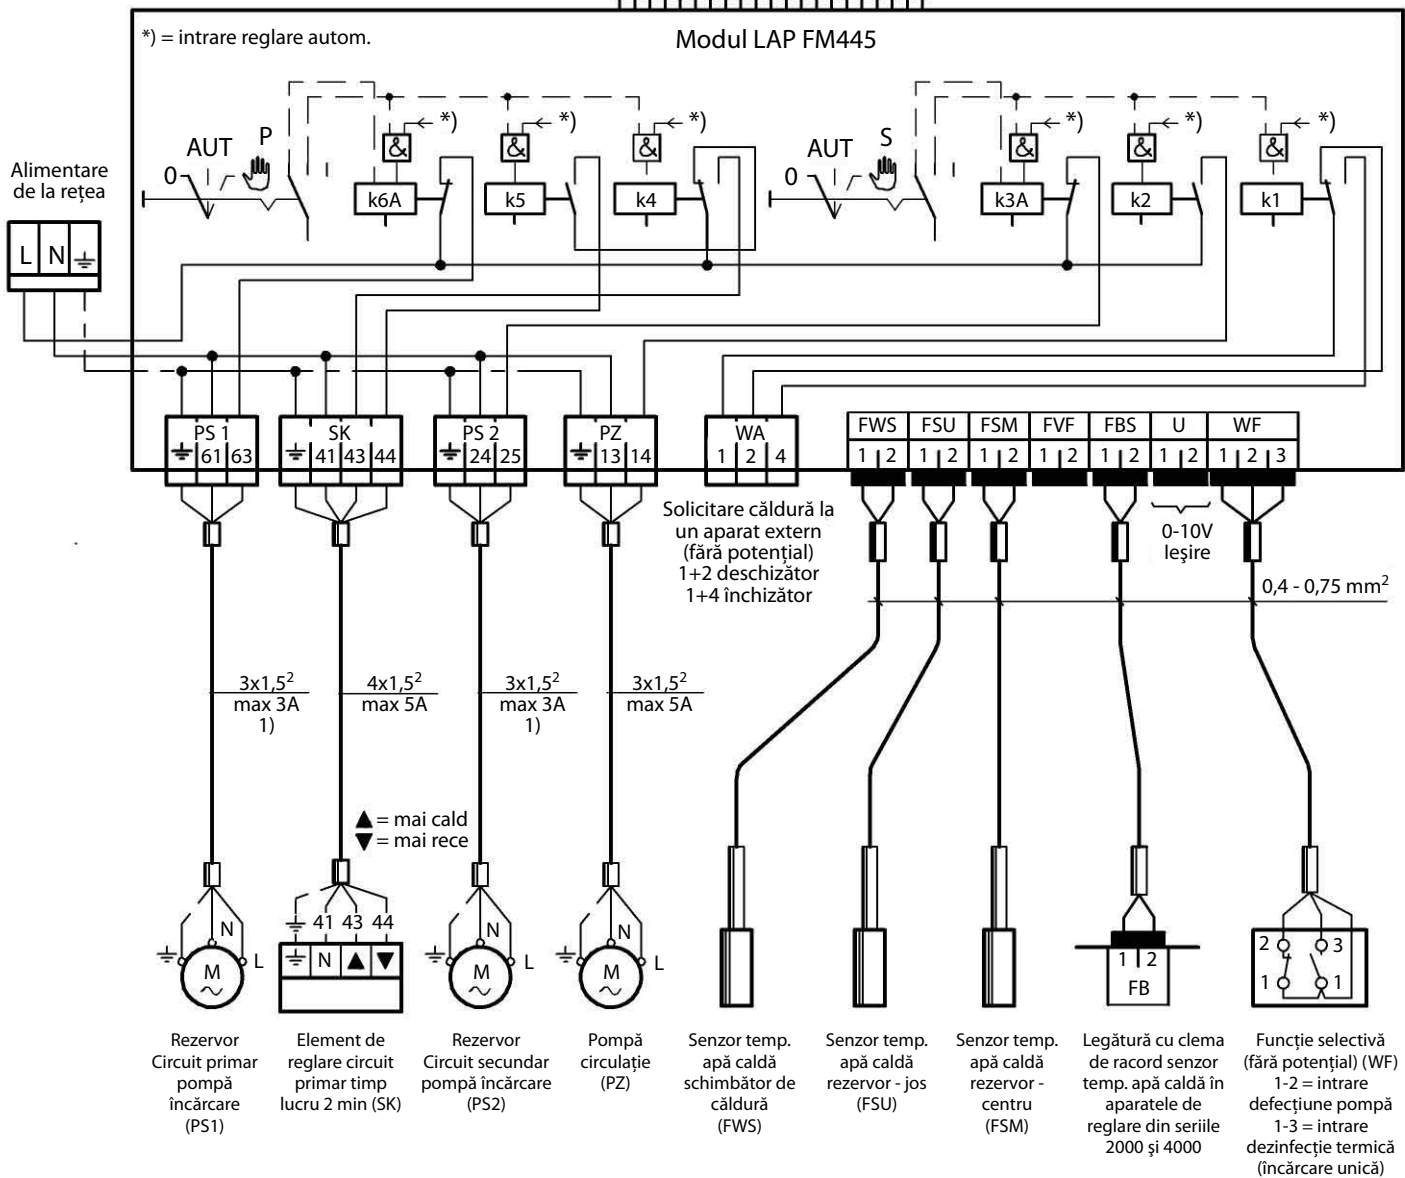 *) = intrare reglare autom.
Modul LAP FM445
*)
*)
*)
*)
*)
*)
AUT P
AUT S
& & & & & &
0
0
k6A k5 k4 k3A k2 k1
Alimentare
de la rețea
L N
PS 1
61 63
SK
41 43 44
PS 2
24 25
PZ
13 14
WA
1 2 4
FWS FSU FSM FVF FBS U WF
1 2 1 2 1 2 1 2 1 2 1 2 1 2 3
Solicitare căldură la
un aparat extern
(fără potențial)
1+2 deschizător
1+4 închizător
0-10V
Ieșire
0,4 - 0,75 mm²
3x1,5²
max 3A
1)
4x1,5²
max 5A
3x1,5²
max 3A
1)
3x1,5²
max 5A
▲ = mai cald
▼ = mai rece
N
L
M
~
41 43 44
N ▲ ▼
N
L
M
~
N
L
M
~
1 2
FB
2 3
1 1
Rezervor
Circuit primar
pompă
încărcare
(PS1)
Element de
reglare circuit
primar timp
lucru 2 min (SK)
Rezervor
Circuit secundar
pompă încărcare
(PS2)
Pompă
circulație
(PZ)
Senzor temp.
apă caldă
schimbător de
căldură
(FWS)
Senzor temp.
apă caldă
rezervor - jos
(FSU)
Senzor temp.
apă caldă
rezervor -
centru
(FSM)
Legătură cu clema
de racord senzor
temp. apă caldă în
aparatele de
reglare din seriile
2000 şi 4000
Funcție selectivă
(fără potențial) (WF)
1-2 = intrare
defecțiune pompă
1-3 = intrare
dezinfecție termică
(încărcare unică)